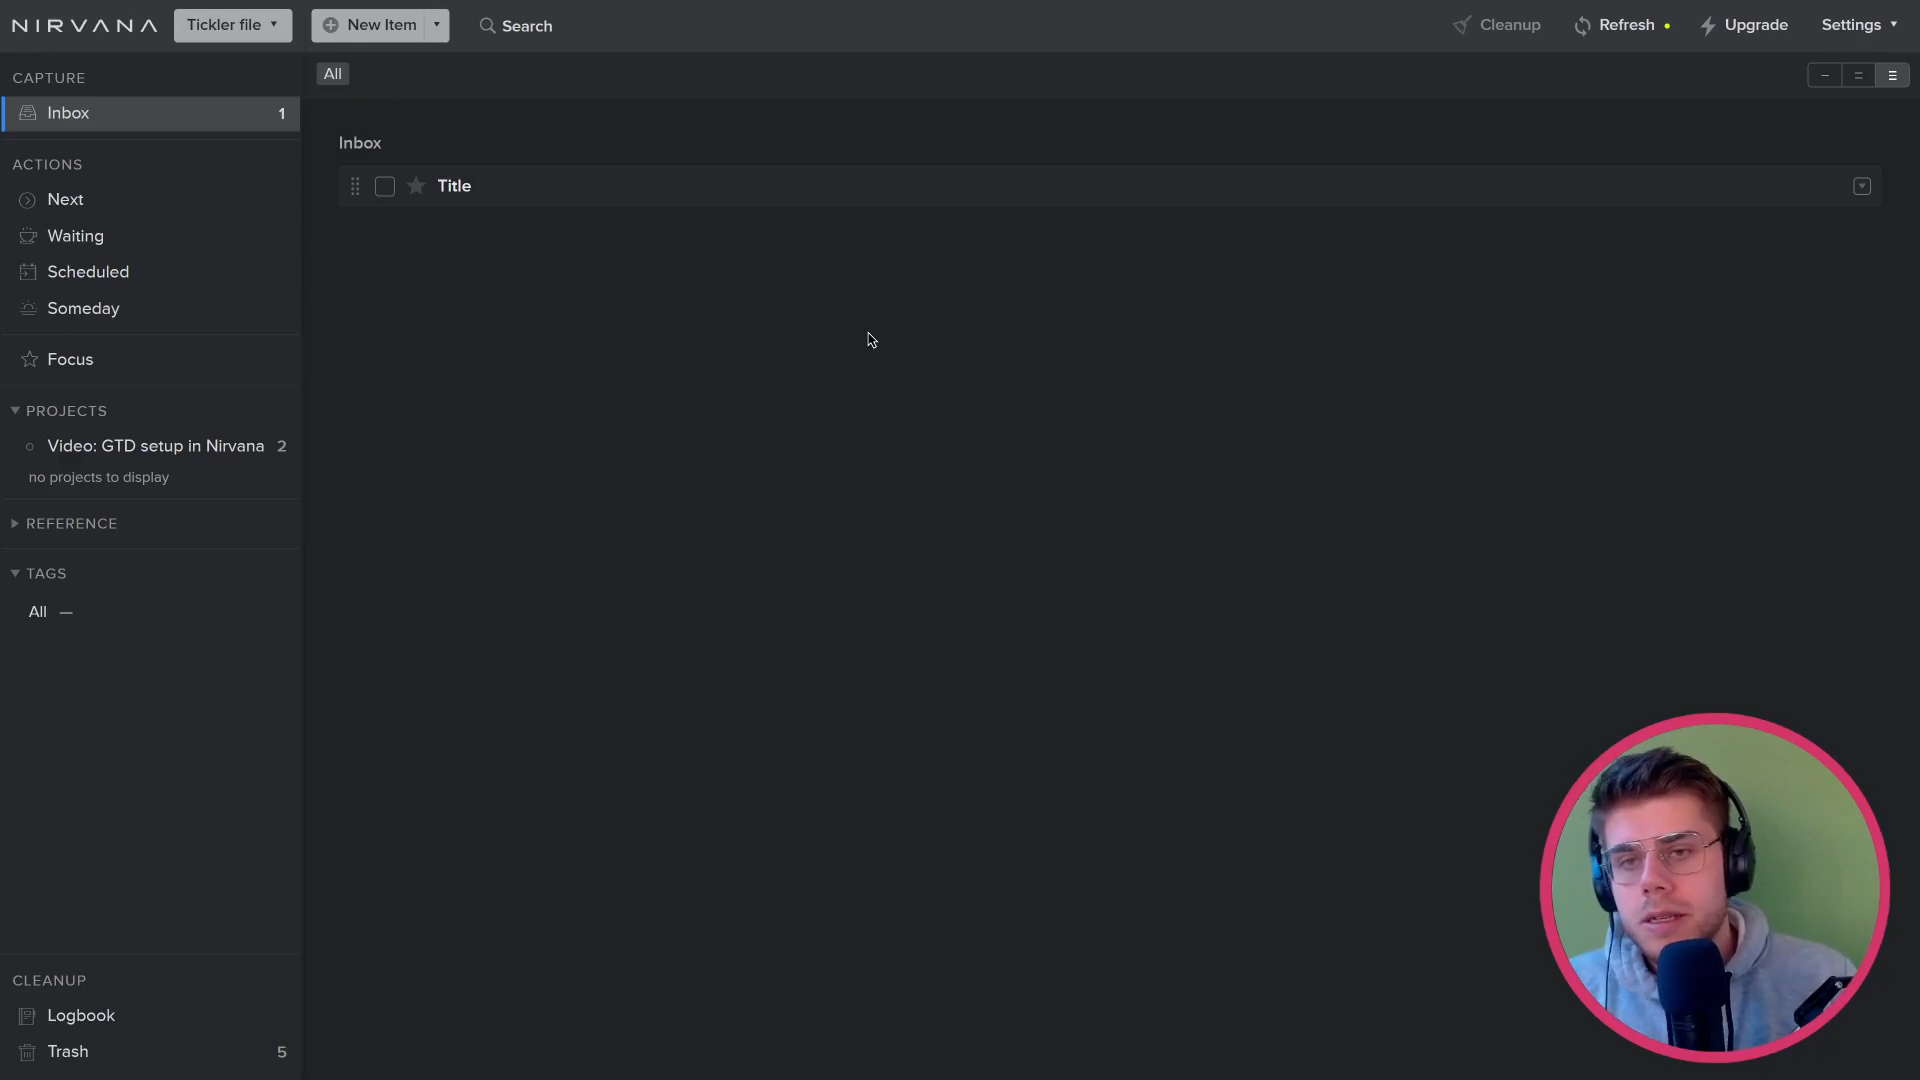 NIRVANA Tickler file New Item Search Cleanup Refresh Upgrade Settings
CAPTURE
All
Inbox 1
Inbox
ACTIONS
Title
Next
Waiting
Scheduled
Someday
Focus
PROJECTS
Video: GTD setup in Nirvana 2
no projects to display
REFERENCE
TAGS
All —
CLEANUP
Logbook
Trash 5